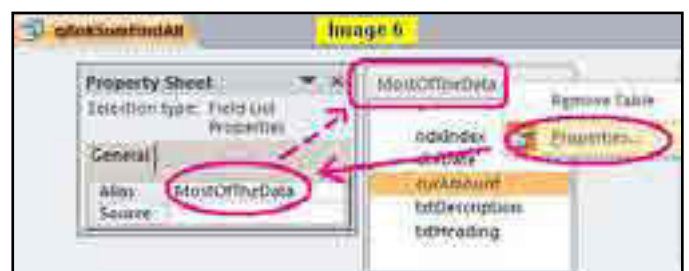 Image 6
Property Sheet
Selection type: Field List
Properties
General
Alias MostOfTheData
Source
MostOfTheData
*
ndxIndex
curAmount
txtDescription
txtHeading
Remove Table
Properties...